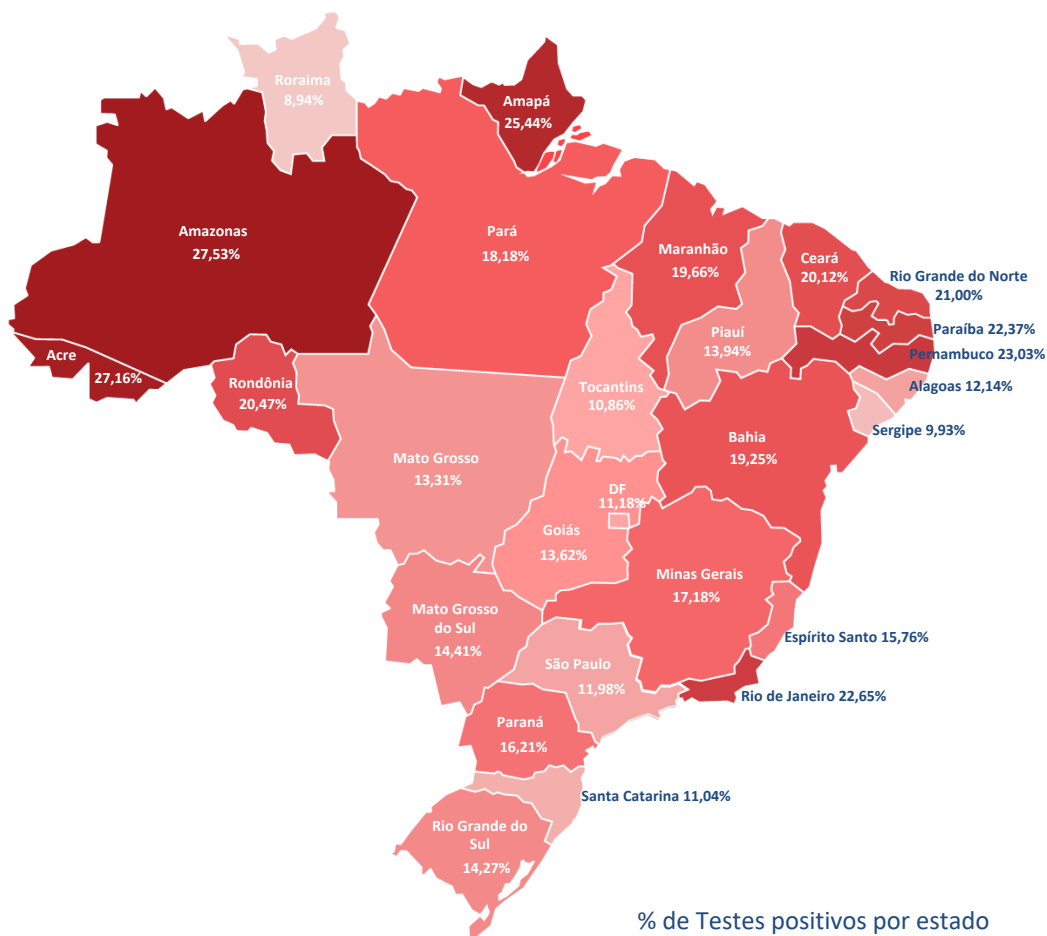 Roraima
8,94%
Amapá
25,44%
Amazonas
27,53%
Pará
18,18%
Maranhão
19,66%
Ceará
20,12%
Rio Grande do Norte
21,00%
Paraíba 22,37%
Piauí
13,94%
Pernambuco 23,03%
Acre
27,16%
Rondônia
20,47%
Tocantins
10,86%
Alagoas 12,14%
Sergipe 9,93%
Bahia
19,25%
Mato Grosso
13,31%
DF
11,18%
Goiás
13,62%
Minas Gerais
17,18%
Mato Grosso
do Sul
14,41%
Espírito Santo 15,76%
São Paulo
11,98%
Rio de Janeiro 22,65%
Paraná
16,21%
Santa Catarina 11,04%
Rio Grande do
Sul
14,27%
% de Testes positivos por estado